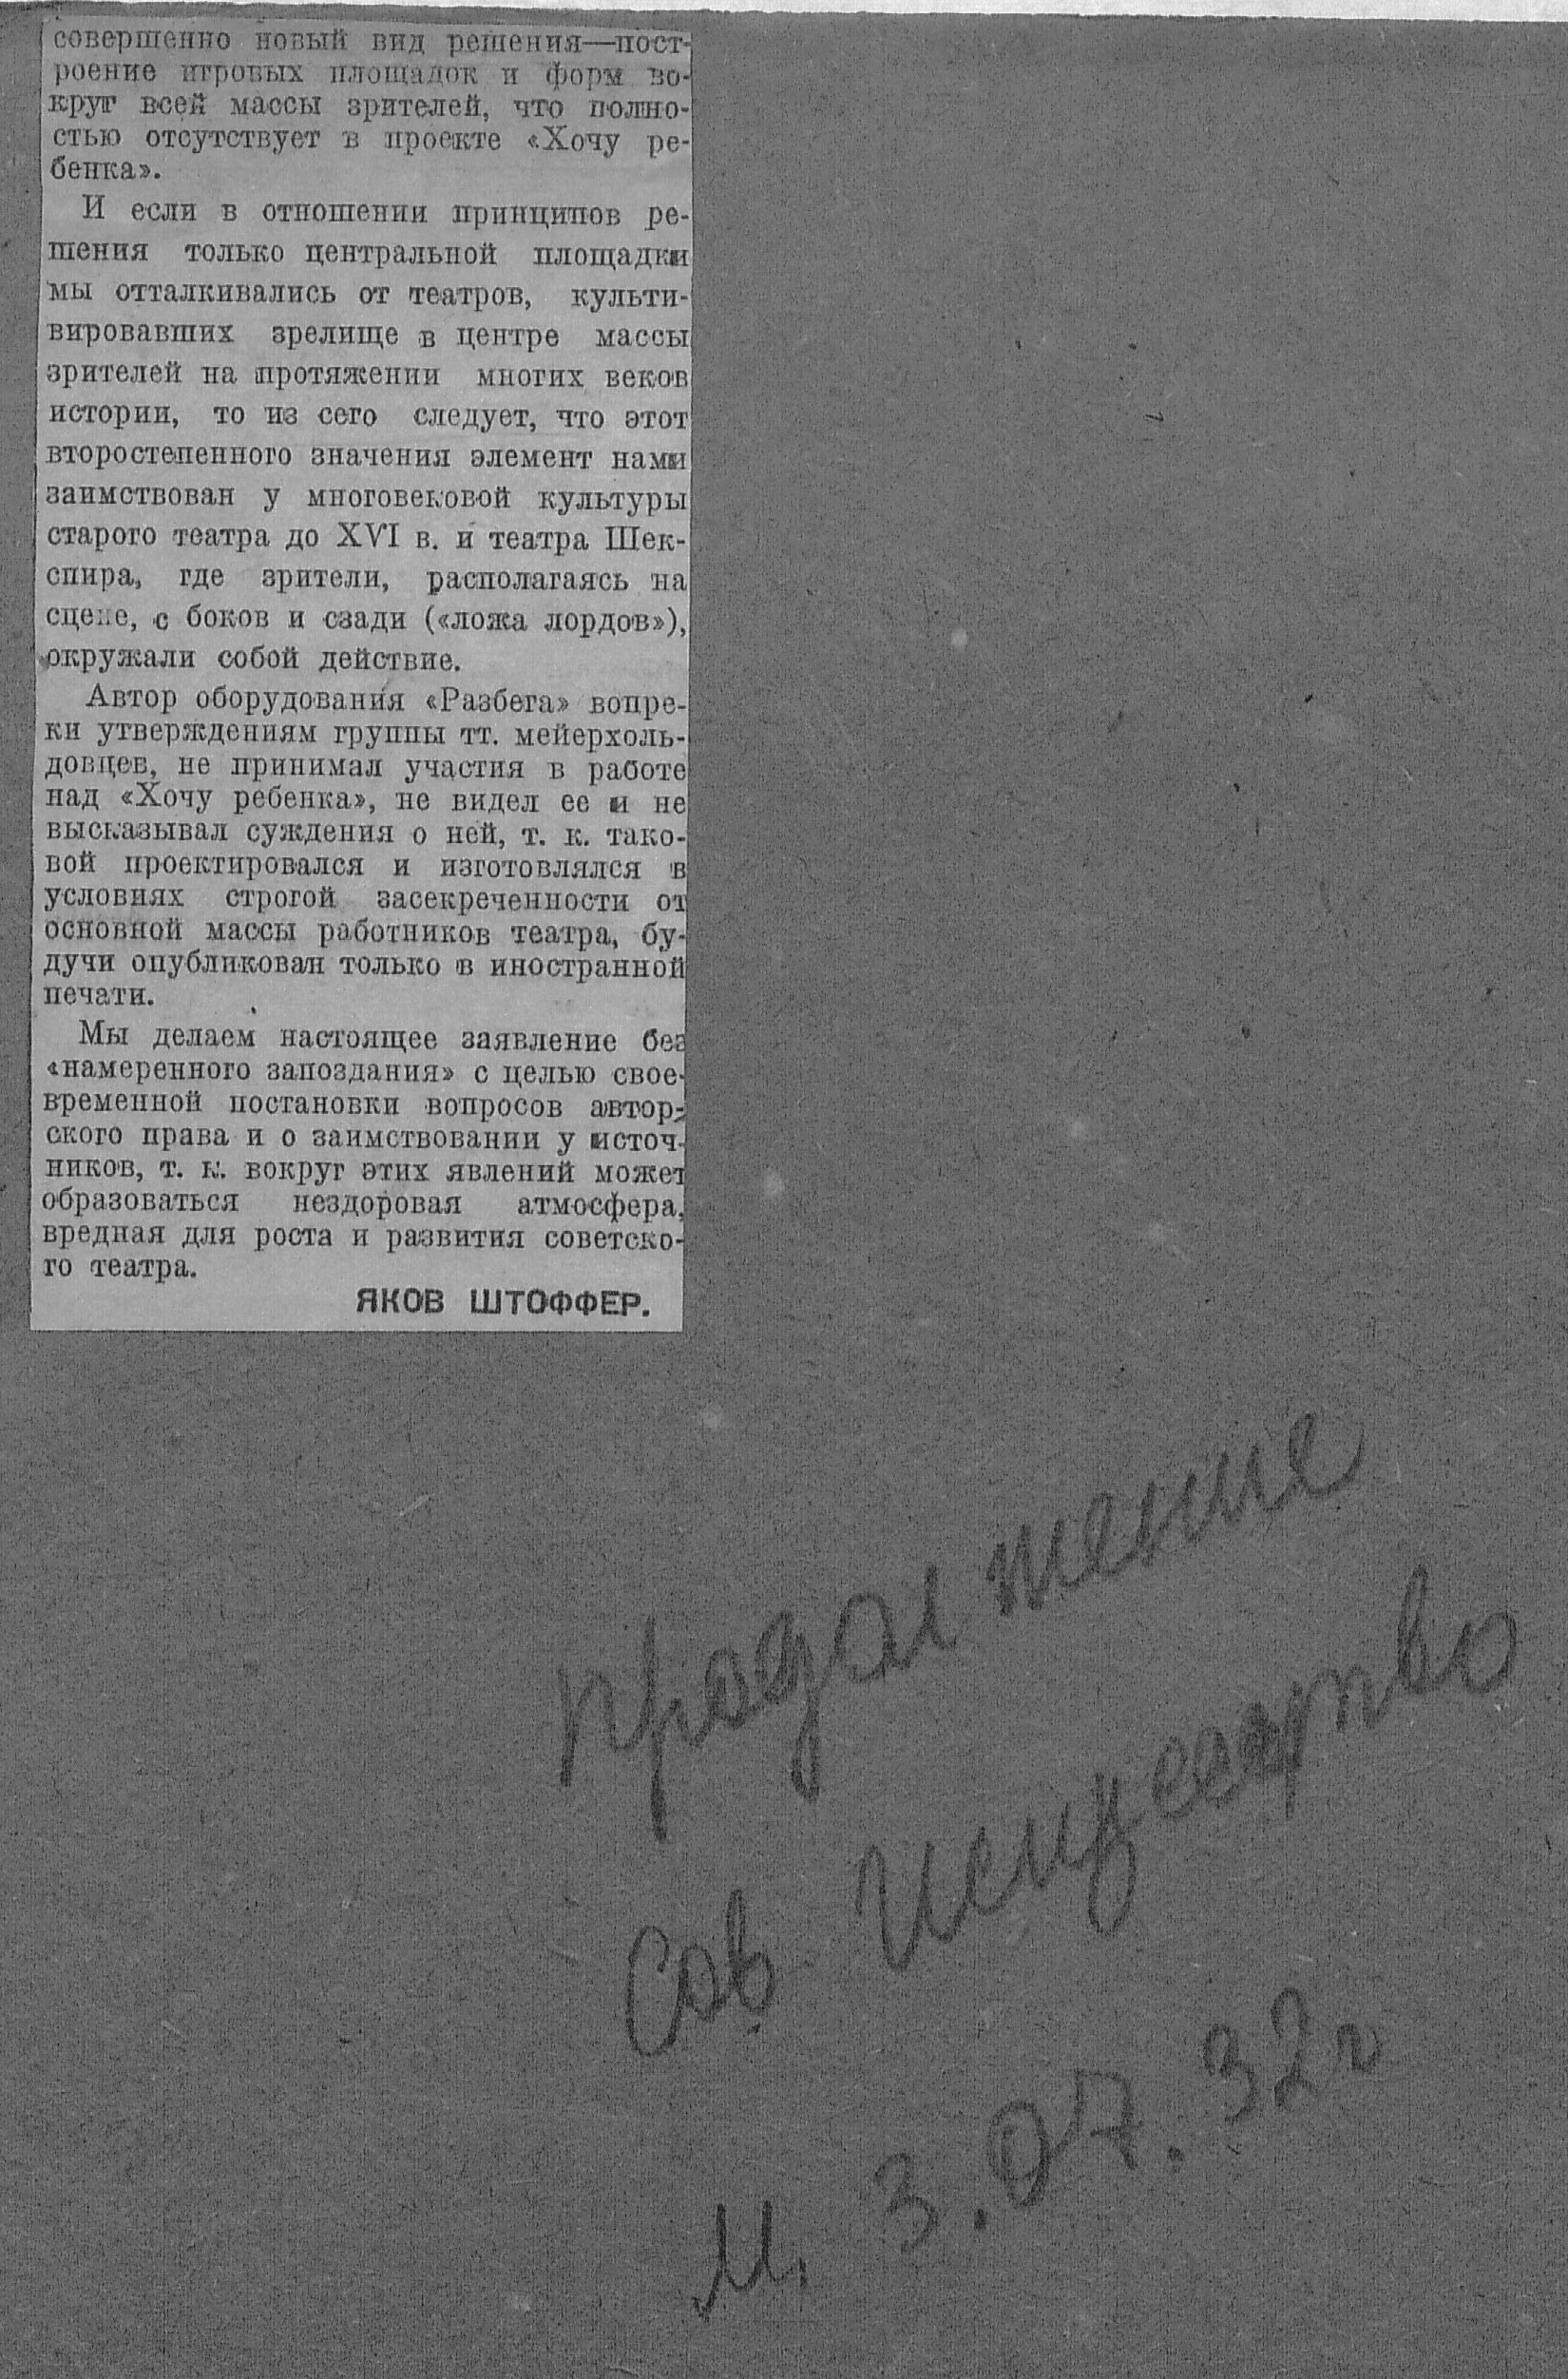 совершенно новый вид решения—пост-
роение игровых площадок и форм во-
круг всей массы зрителей, что полно-
стью отсутствует в проекте «Хочу ре-
бенка».
И если в отношении принципов ре-
шения только центральной площадки
мы отталкивались от театров, культи-
вировавших зрелище в центре массы
зрителей на протяжении многих веков
истории, то из сего следует, что этот
второстепенного значения элемент нами
заимствован у многовековой культуры
старого театра до XVI в. и театра Шек-
спира, где зрители, располагаясь на
сцене, с боков и сзади («ложа лордов»),
окружали собой действие.
Автор оборудования «Разбега» вопре-
ки утверждениям группы тт. мейерхоль-
довцев, не принимал участия в работе
над «Хочу ребенка», не видел ее и не
высказывал суждения о ней, т. к. тако-
вой проектировался и изготовлялся в
условиях строгой засекреченности от
основной массы работников театра, бу-
дучи опубликован только в иностранной
печати.
Мы делаем настоящее заявление без
«намеренного запоздания» с целью свое-
временной постановки вопросов автор-
ского права и о заимствовании у источ-
ников, т. к. вокруг этих явлений может
образоваться нездоровая атмосфера,
вредная для роста и развития советско-
го театра.
ЯКОВ ШТОФФЕР.
продолжение
Сов искусство
М. 3.07.32г